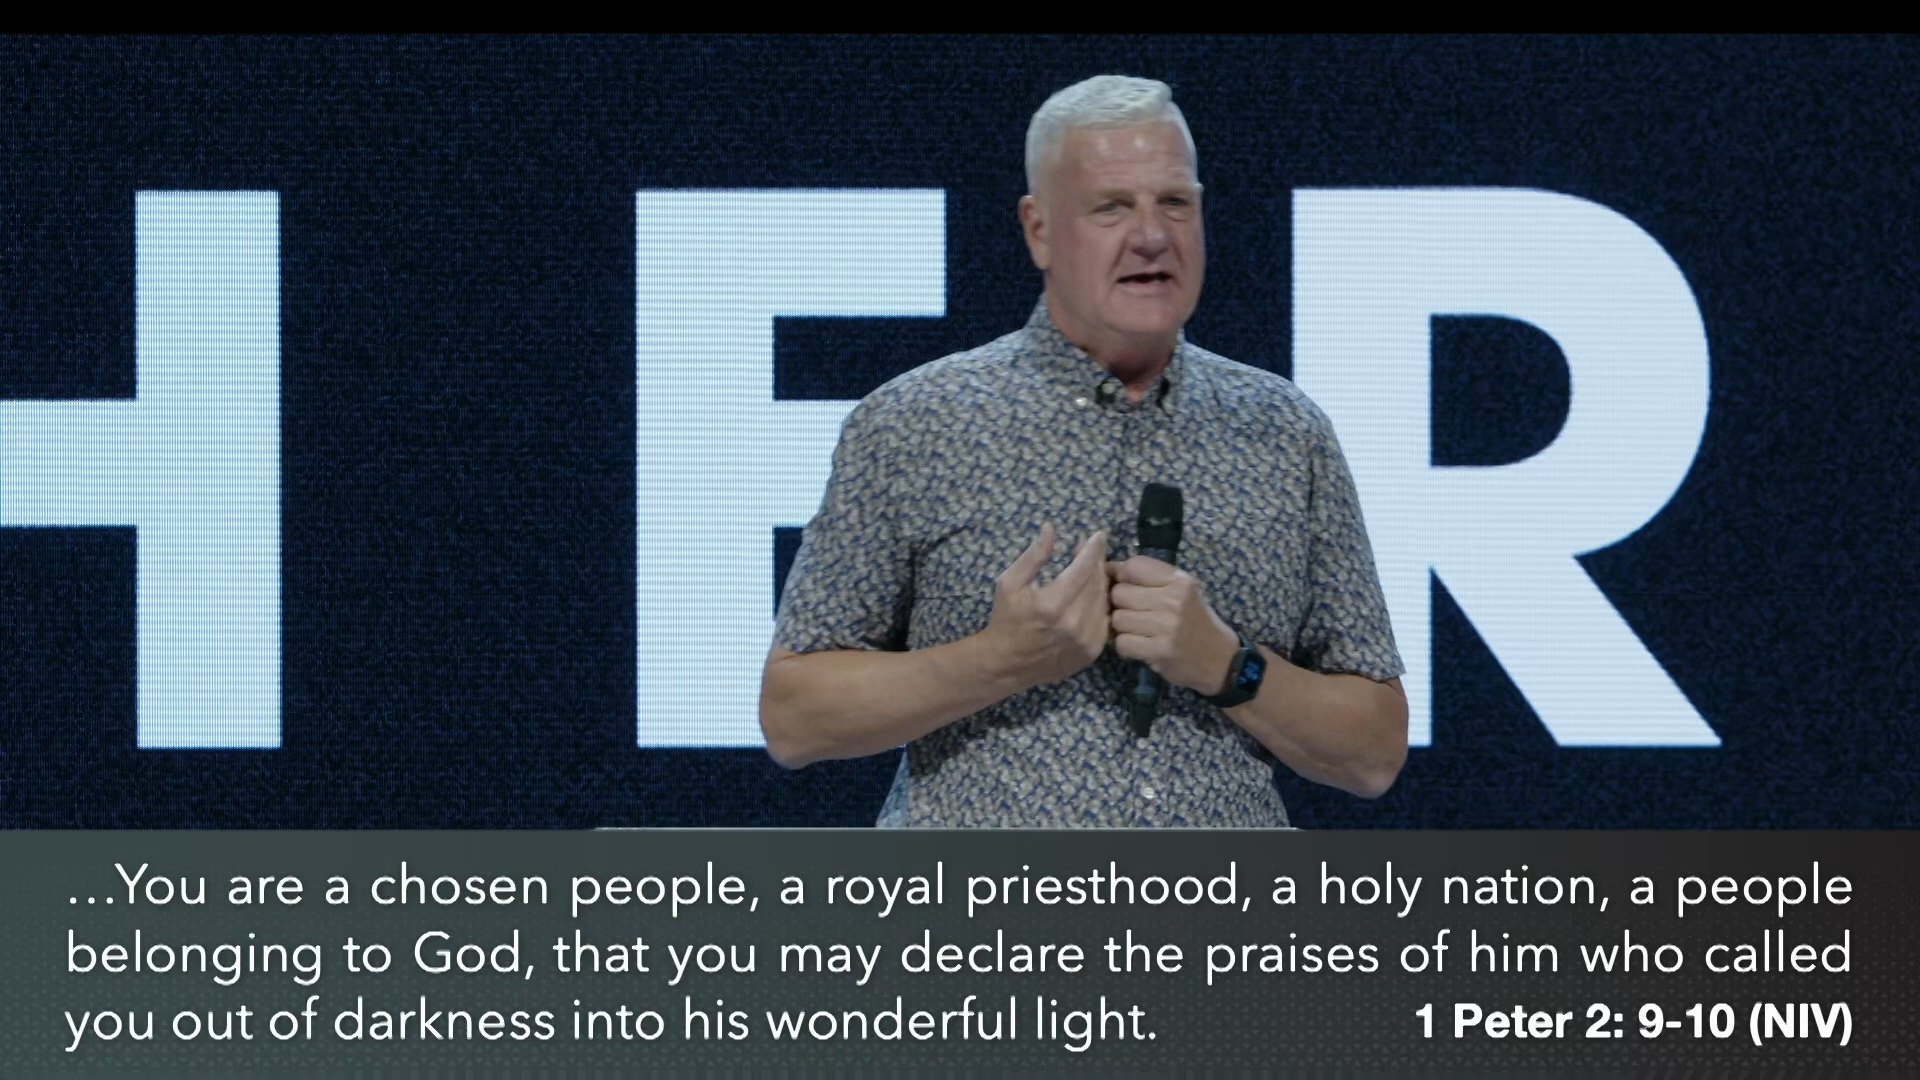 H E R
…You are a chosen people, a royal priesthood, a holy nation, a people
belonging to God, that you may declare the praises of him who called
you out of darkness into his wonderful light. 1 Peter 2: 9-10 (NIV)